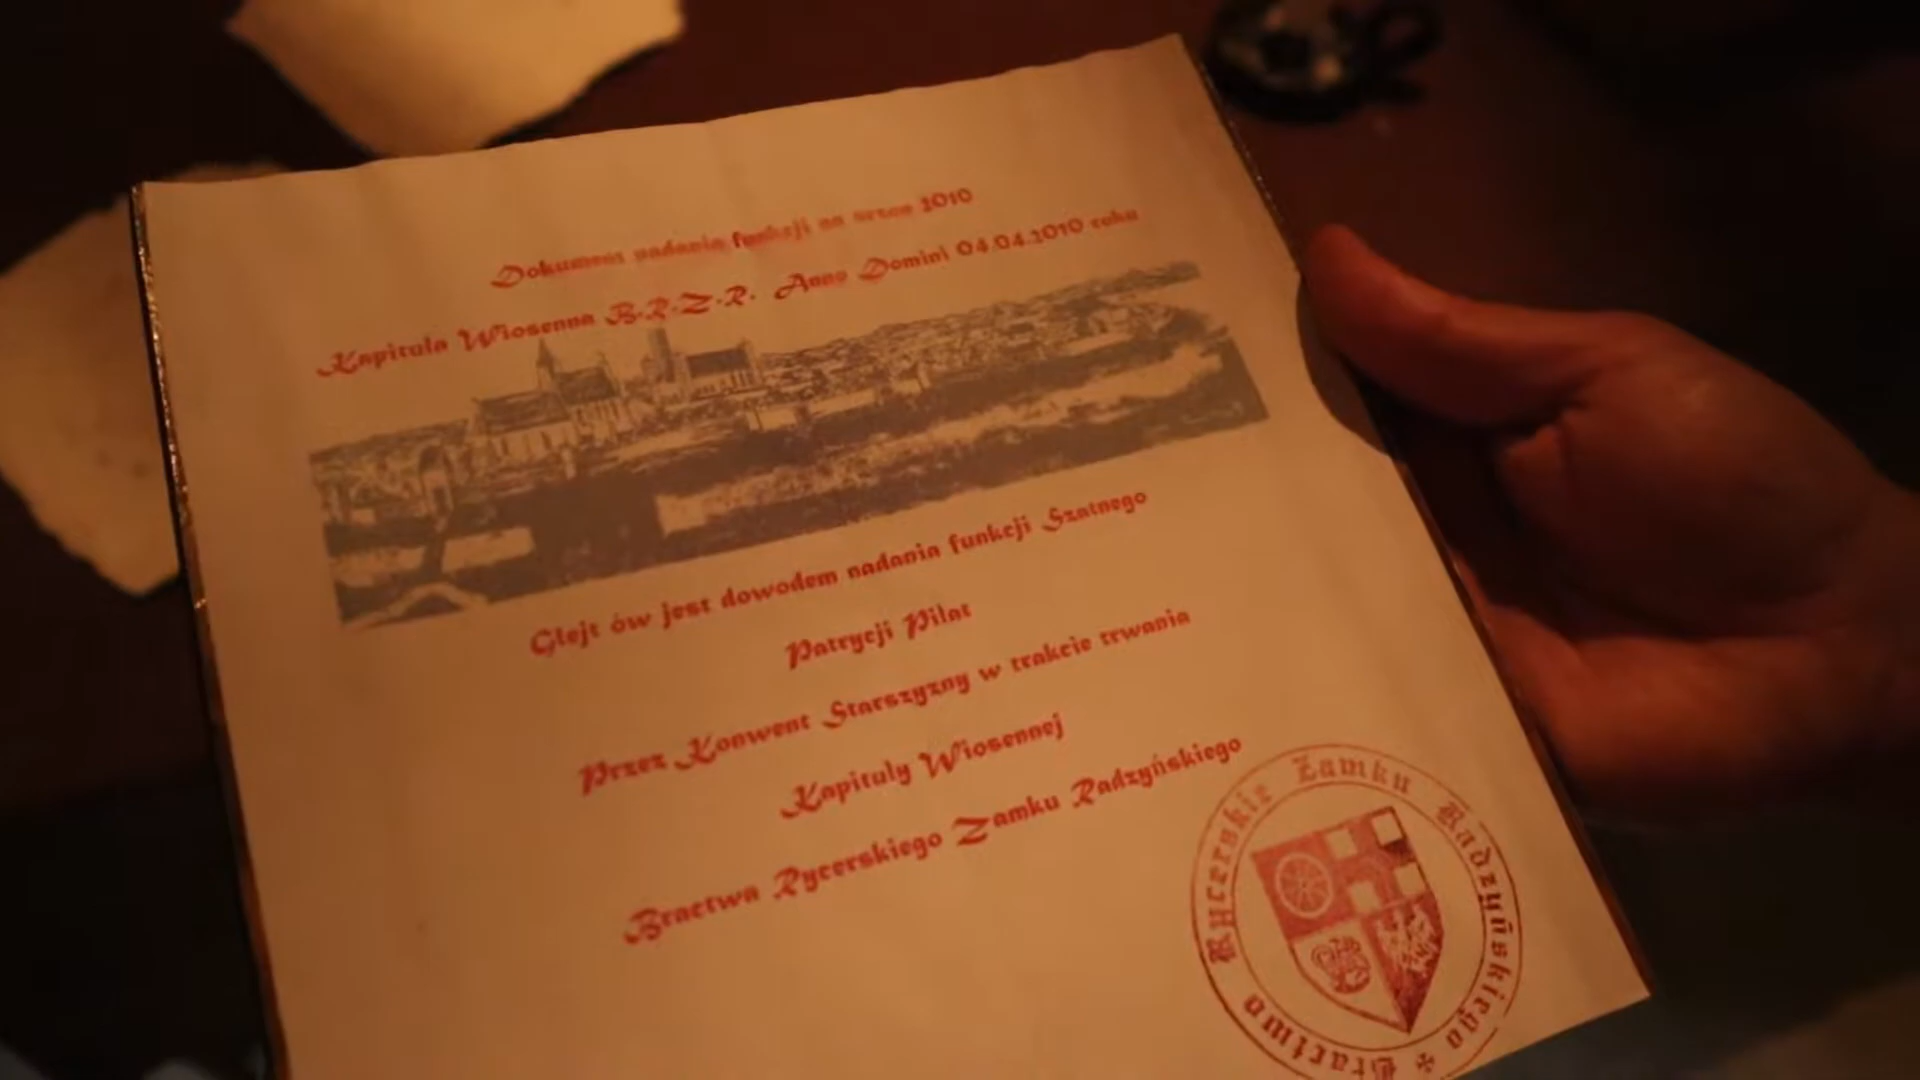 Dokument nadania funkcji na sezon 2010
Kapituła Wiosenna B.R.Z.R. Anno Domini 04.04.2010 roku
Glejt ów jest dowodem nadania funkcji Szatnego
Patrycji Pilat
Przez Konwent Starszyzny w trakcie trwania
Kapituły Wiosennej
Bractwa Rycerskiego Zamku Radzyńskiego
Bractwo Rycerskie Zamku Radzyńskiego